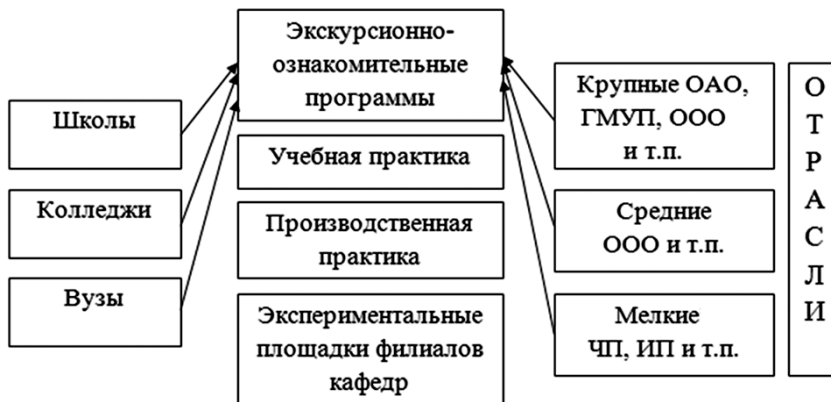 Экскурсионно-
ознакомительные
программы
Школы
Учебная практика
Колледжи
Производственная
практика
Вузы
Экспериментальные
площадки филиалов
кафедр
Крупные ОАО,
ГМУП, ООО
и т.п.
Средние
ООО и т.п.
Мелкие
ЧП, ИП и т.п.
О
Т
Р
А
С
Л
И